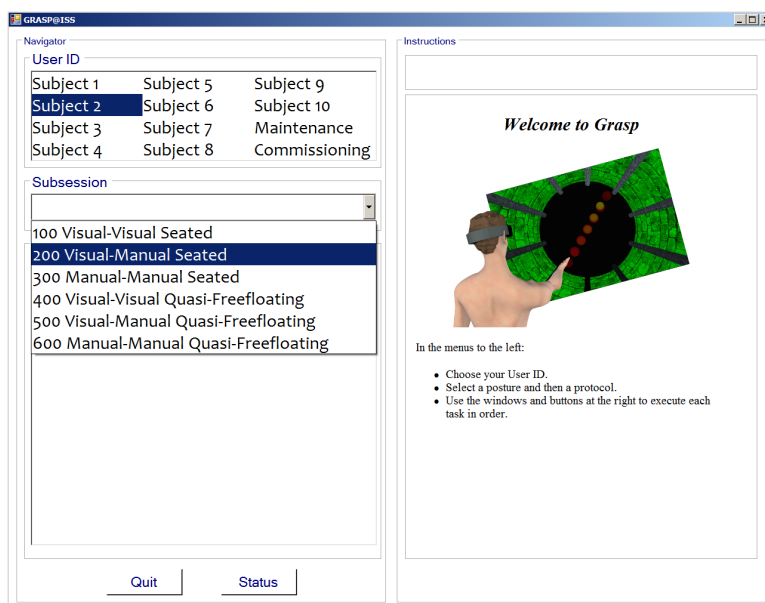 GRASP@ISS
Navigator
User ID
Subject 1 Subject 5 Subject 9
Subject 2 Subject 6 Subject 10
Subject 3 Subject 7 Maintenance
Subject 4 Subject 8 Commissioning
Subsession
100 Visual-Visual Seated
200 Visual-Manual Seated
300 Manual-Manual Seated
400 Visual-Visual Quasi-Freefloating
500 Visual-Manual Quasi-Freefloating
600 Manual-Manual Quasi-Freefloating
Quit Status
Instructions
Welcome to Grasp
In the menus to the left:
• Choose your User ID.
• Select a posture and then a protocol.
• Use the windows and buttons at the right to execute each
task in order.